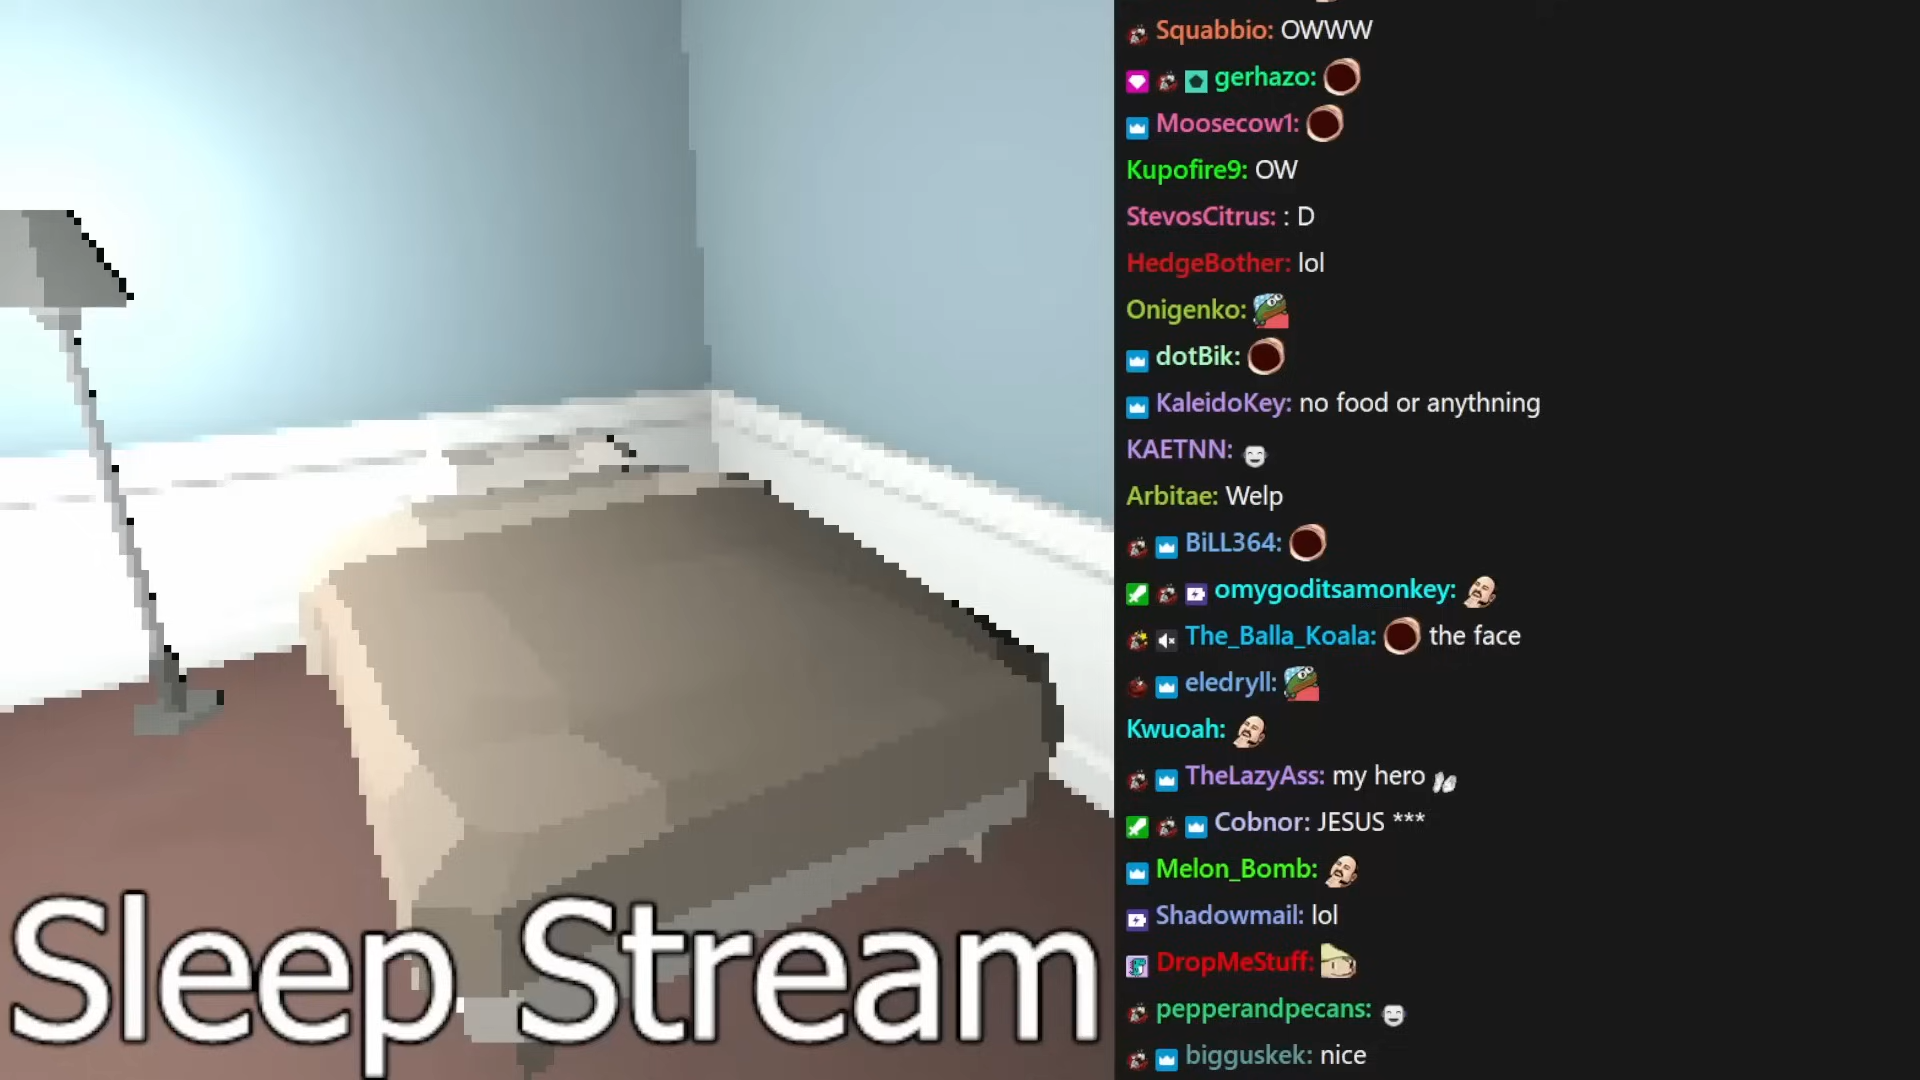 Squabbio: OWWW
gerhazo:
Moosecow1:
Kupofire9: OW
StevosCitrus: : D
HedgeBother: lol
Onigenko:
dotBik:
KaleidoKey: no food or anythning
KAETNN:
Arbitae: Welp
BiLL364:
omygoditsamonkey:
The_Balla_Koala: the face
eledryll:
Kwuoah:
TheLazyAss: my hero
Cobnor: JESUS ***
Melon_Bomb:
Shadowmail: lol
DropMeStuff:
pepperandpecans:
bigguskek: nice
Sleep Stream